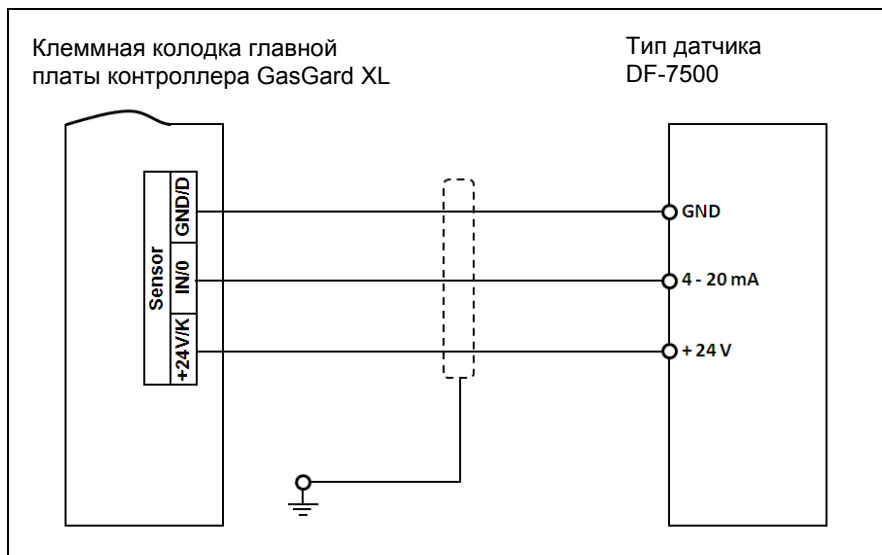 Клеммная колодка главной
платы контроллера GasGard XL
Тип датчика
DF-7500
Sensor
GND/D
IN/0
+24V/K
GND
4 - 20 mA
+ 24 V